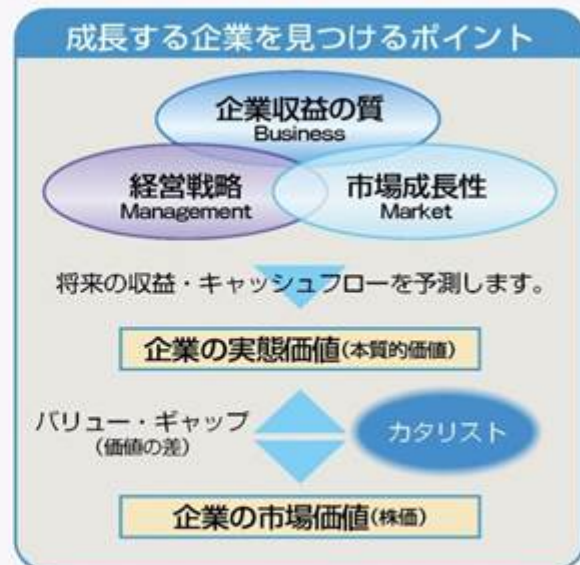 成長する企業を見つけるポイント
企業収益の質
Business
経営戦略
Management
市場成長性
Market
将来の収益・キャッシュフローを予測します。
企業の実態価値(本質的価値)
バリュー・ギャップ
(価値の差)
カタリスト
企業の市場価値(株価)